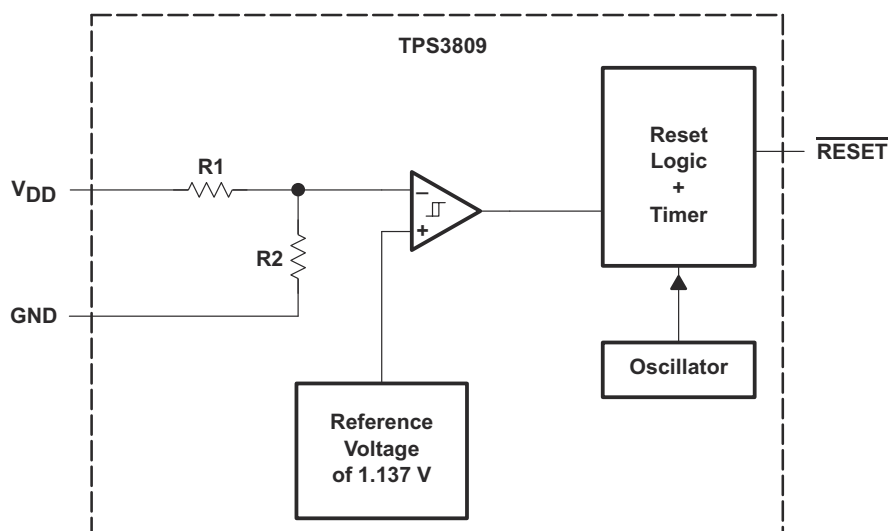 TPS3809
Reset
Logic
+
Timer
RESET
R1
VDD
−
+
R2
GND
Oscillator
Reference
Voltage
of 1.137 V